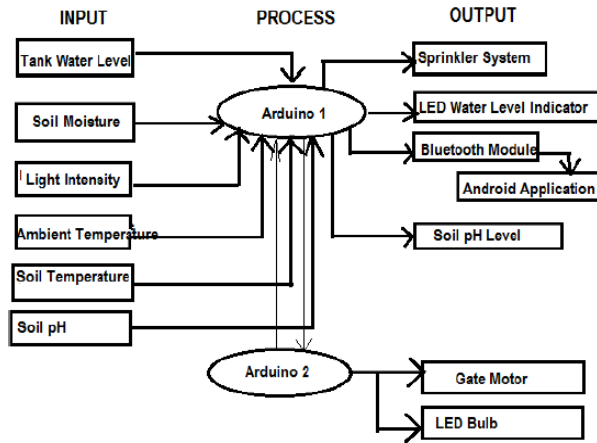 INPUT
PROCESS
OUTPUT
Tank Water Level
Soil Moisture
Light Intensity
Ambient Temperature
Soil Temperature
Soil pH
Arduino 1
Arduino 2
Sprinkler System
LED Water Level Indicator
Bluetooth Module
Android Application
Soil pH Level
Gate Motor
LED Bulb